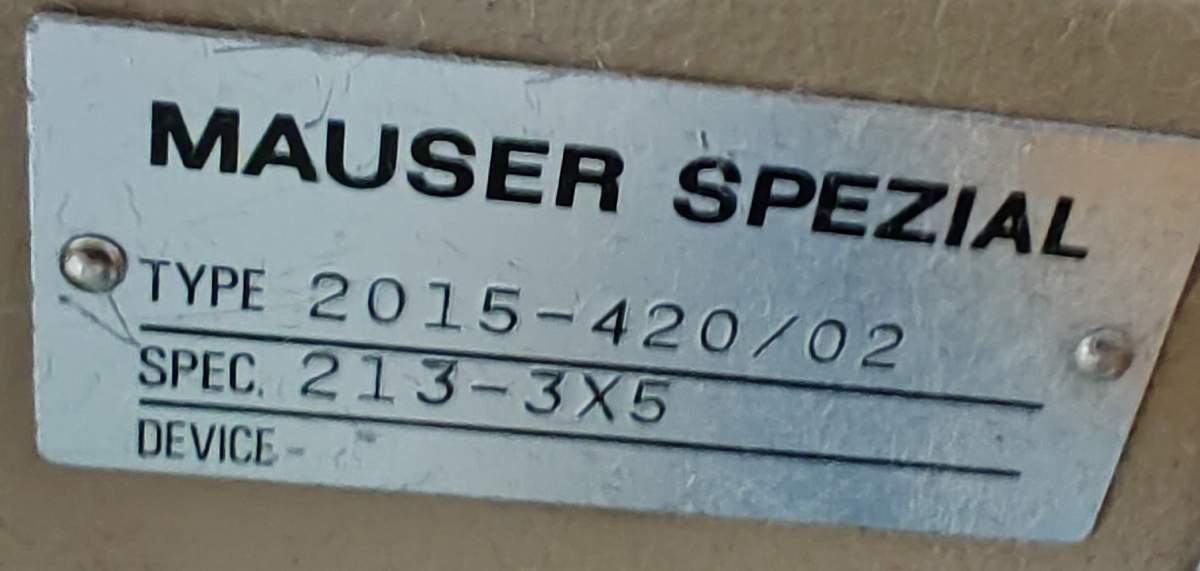 MAUSER SPEZIAL
TYPE 2015-420/02
SPEC. 213-3X5
DEVICE-